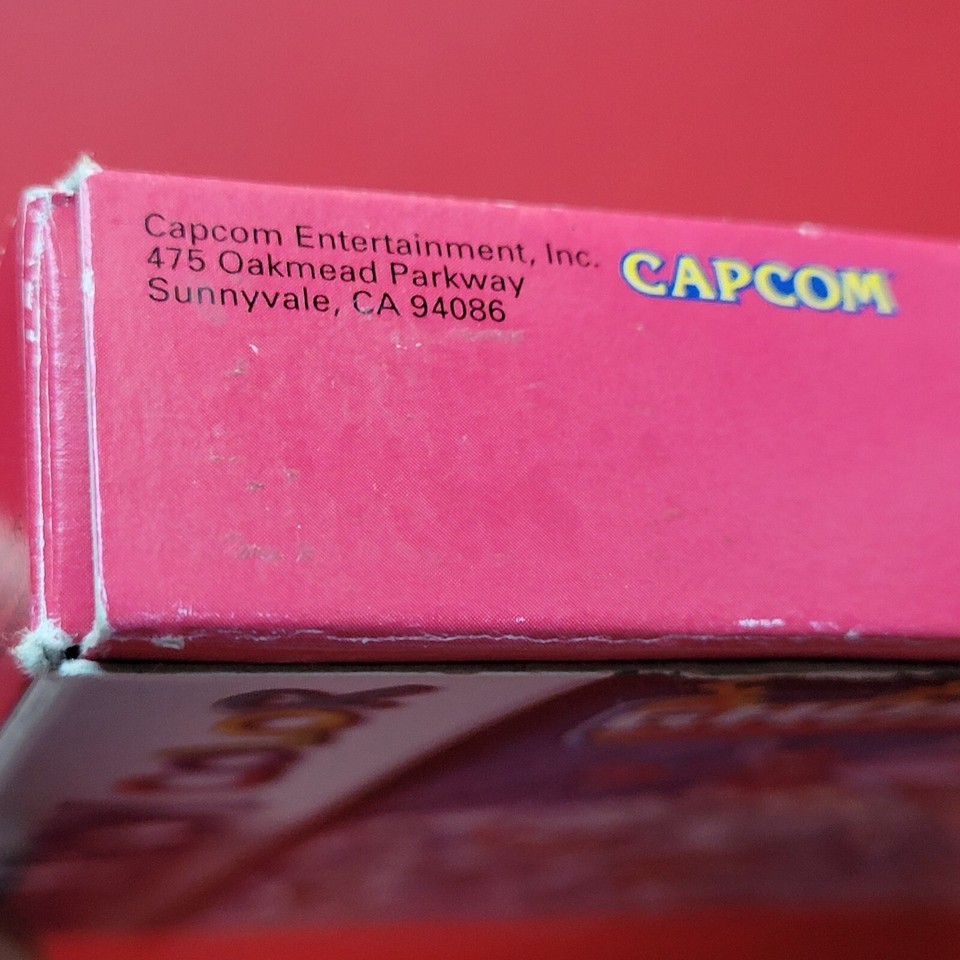 Capcom Entertainment, Inc.
475 Oakmead Parkway
Sunnyvale, CA 94086
CAPCOM